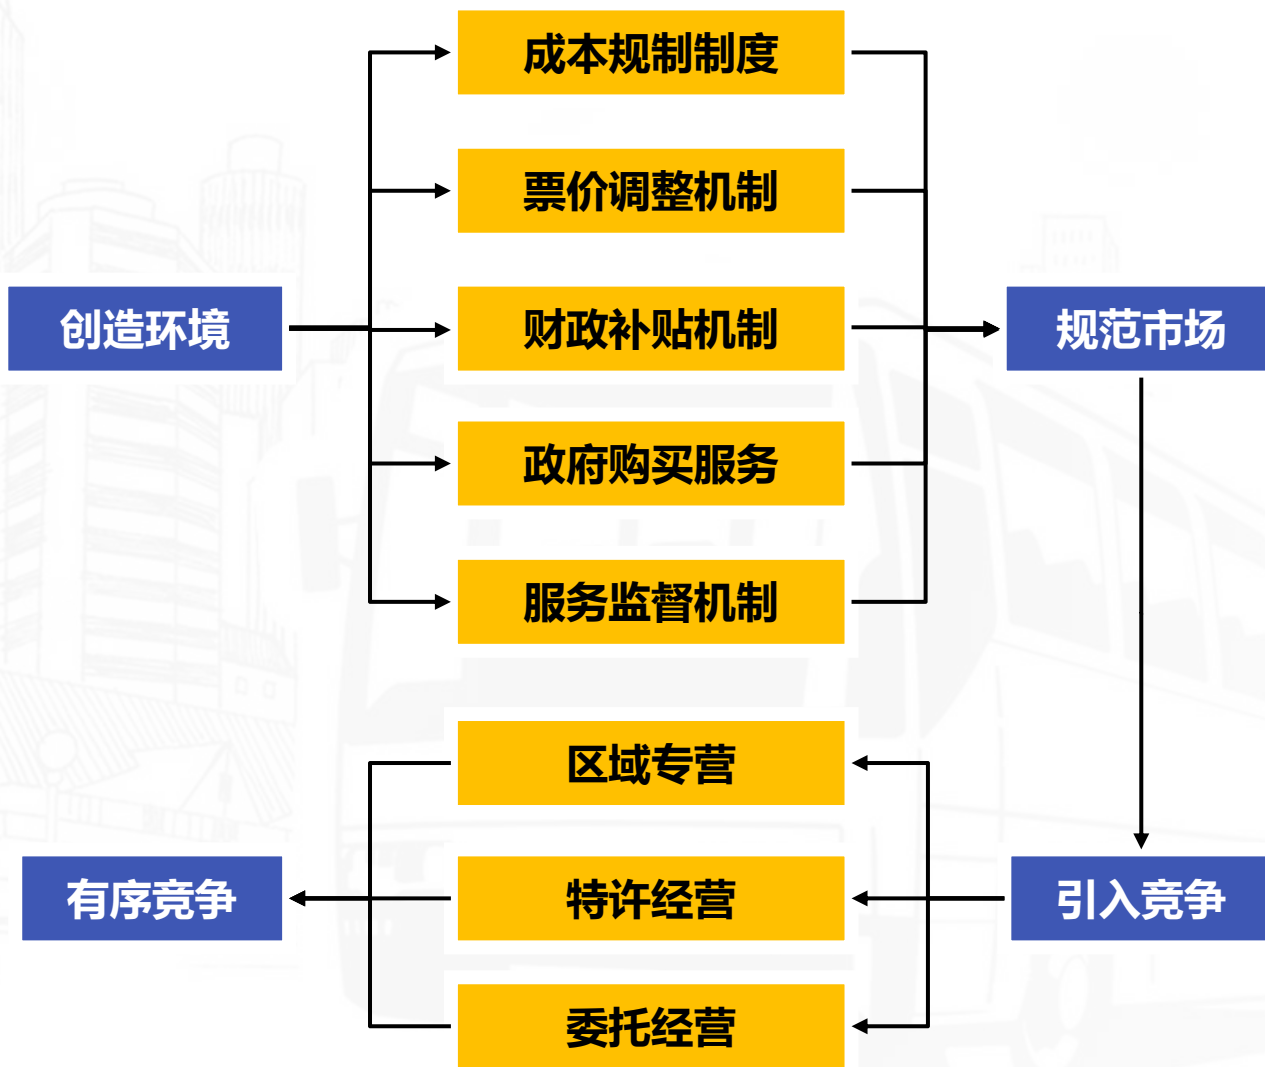 成本规制制度
票价调整机制
创造环境
财政补贴机制
规范市场
政府购买服务
服务监督机制
区域专营
有序竞争
特许经营
引入竞争
委托经营